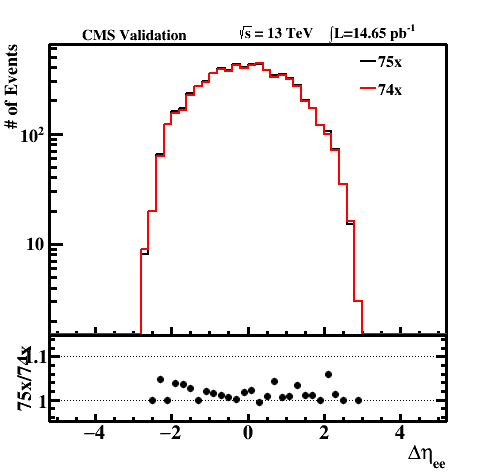 CMS Validation √s = 13 TeV ∫L=14.65 pb⁻¹
# of Events
75x
74x
10²
10
75x/74x
1.1
1
−4 −2 0 2 4
Δη_ee